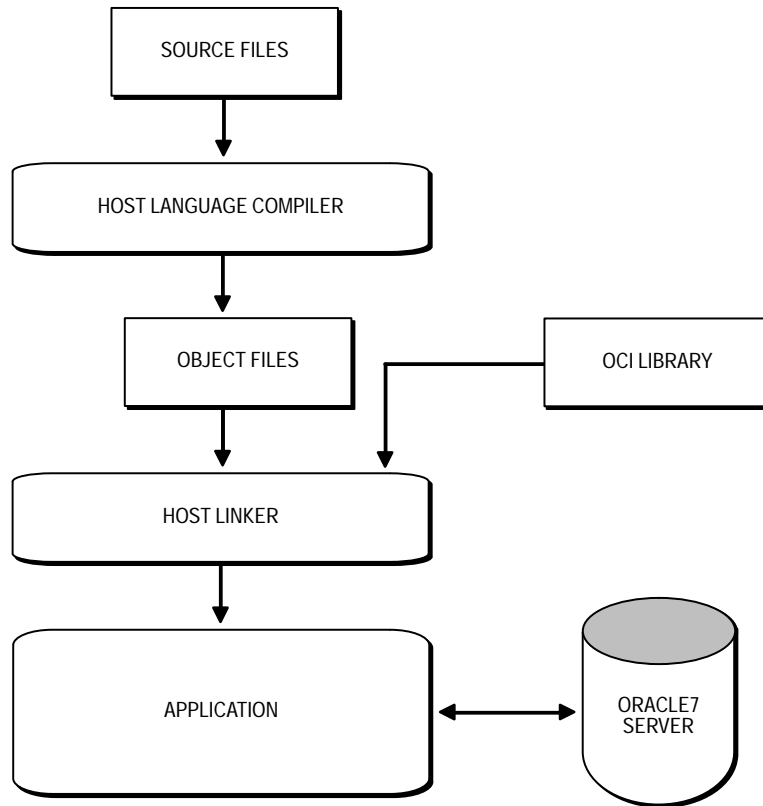 SOURCE FILES
HOST LANGUAGE COMPILER
OBJECT FILES
OCI LIBRARY
HOST LINKER
APPLICATION
ORACLE7
SERVER